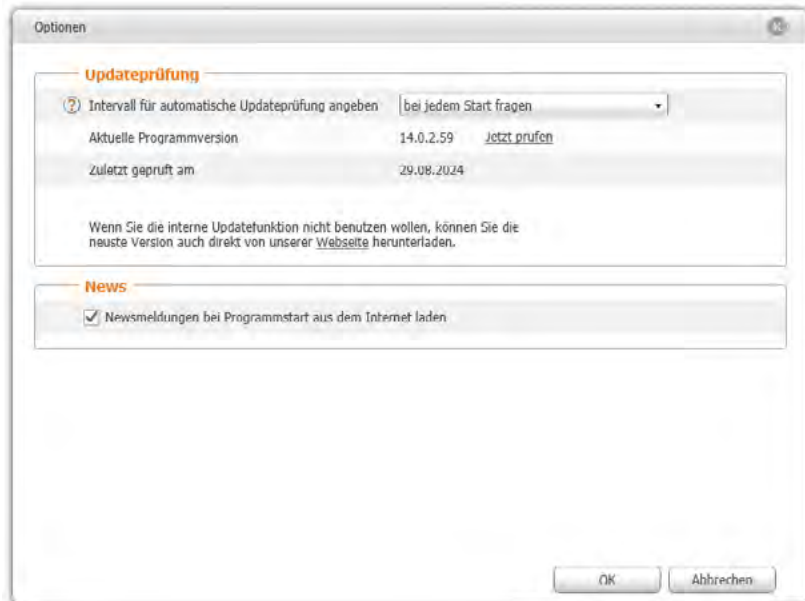 Optionen
Updateprüfung
? Intervall für automatische Updateprüfung angeben bei jedem Start fragen
Aktuelle Programmversion 14.0.2.59 Jetzt prüfen
Zuletzt geprüft am 29.08.2024
Wenn Sie die interne Updatefunktion nicht benutzen wollen, können Sie die
neuste Version auch direkt von unserer Webseite herunterladen.
News
Newsmeldungen bei Programmstart aus dem Internet laden
OK Abbrechen